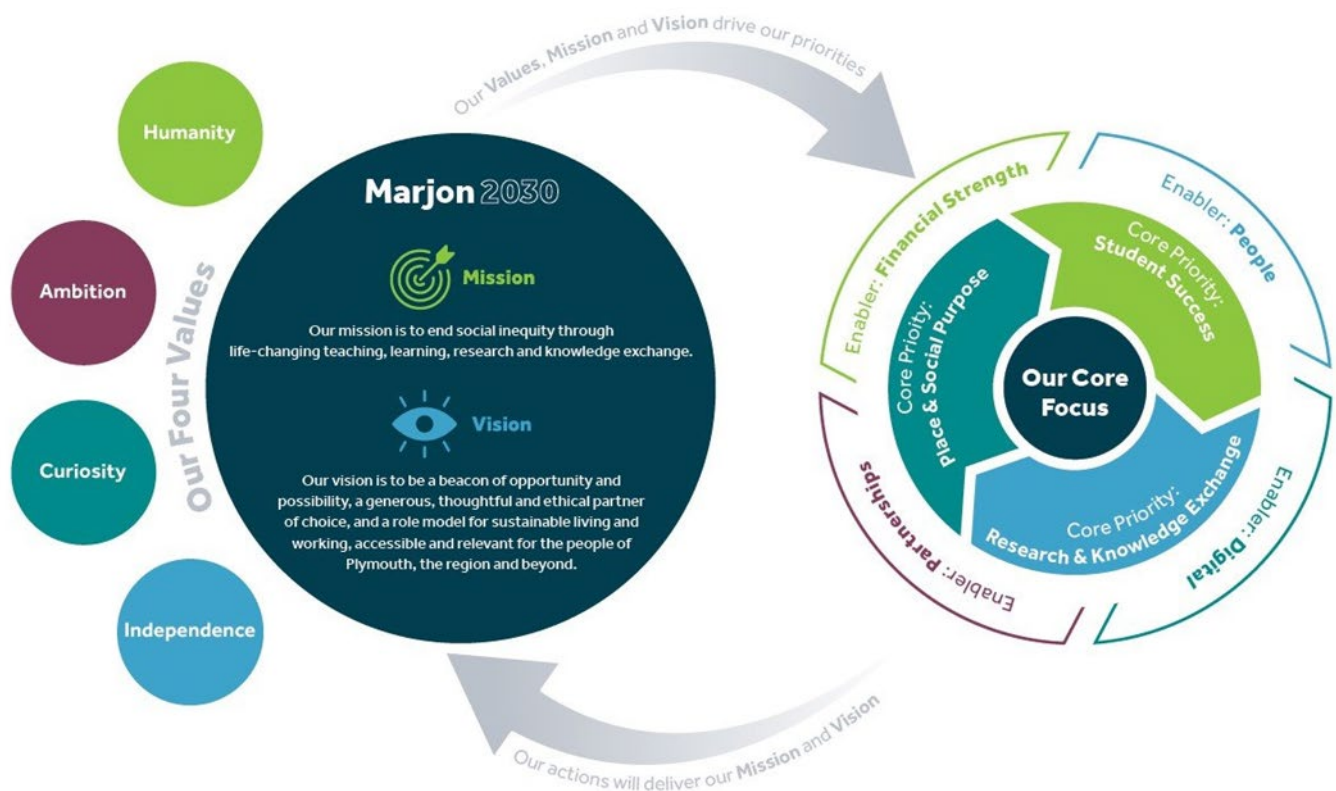 Our Values, Mission and Vision drive our priorities
Humanity
Ambition
Curiosity
Independence
Our Four Values
Marjon 2030
Mission
Our mission is to end social inequity through
life-changing teaching, learning, research and knowledge exchange.
Vision
Our vision is to be a beacon of opportunity and
possibility, a generous, thoughtful and ethical partner
of choice, and a role model for sustainable living and
working, accessible and relevant for the people of
Plymouth, the region and beyond.
Enabler: Financial Strength
Enabler: People
Enabler: Digital
Enabler: Partnerships
Core Prioity:
Place & Social Purpose
Core Priority:
Student Success
Core Priority:
Research & Knowledge Exchange
Our Core
Focus
Our actions will deliver our Mission and Vision